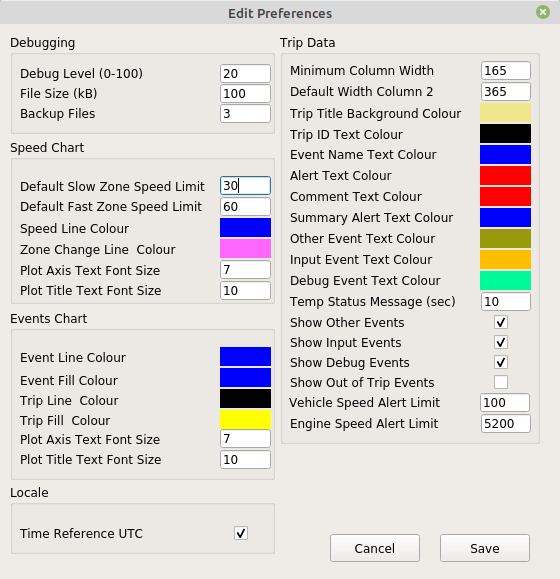 Edit Preferences
Debugging
Debug Level (0-100) 20
File Size (kB) 100
Backup Files 3
Speed Chart
Default Slow Zone Speed Limit 30
Default Fast Zone Speed Limit 60
Speed Line Colour
Zone Change Line  Colour
Plot Axis Text Font Size 7
Plot Title Text Font Size 10
Events Chart
Event Line Colour
Event Fill Colour
Trip Line  Colour
Trip Fill  Colour
Plot Axis Text Font Size 7
Plot Title Text Font Size 10
Locale
Time Reference UTC
Trip Data
Minimum Column Width 165
Default Width Column 2 365
Trip Title Background Colour
Trip ID Text Colour
Event Name Text Colour
Alert Text Colour
Comment Text Colour
Summary Alert Text Colour
Other Event Text Colour
Input Event Text Colour
Debug Event Text Colour
Temp Status Message (sec) 10
Show Other Events
Show Input Events
Show Debug Events
Show Out of Trip Events
Vehicle Speed Alert Limit 100
Engine Speed Alert Limit 5200
Cancel Save